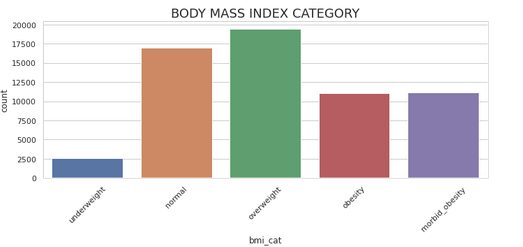 BODY MASS INDEX CATEGORY
20000
17500
15000
12500
10000
7500
5000
2500
0
count
underweight
normal
overweight
obesity
morbid_obesity
bmi_cat